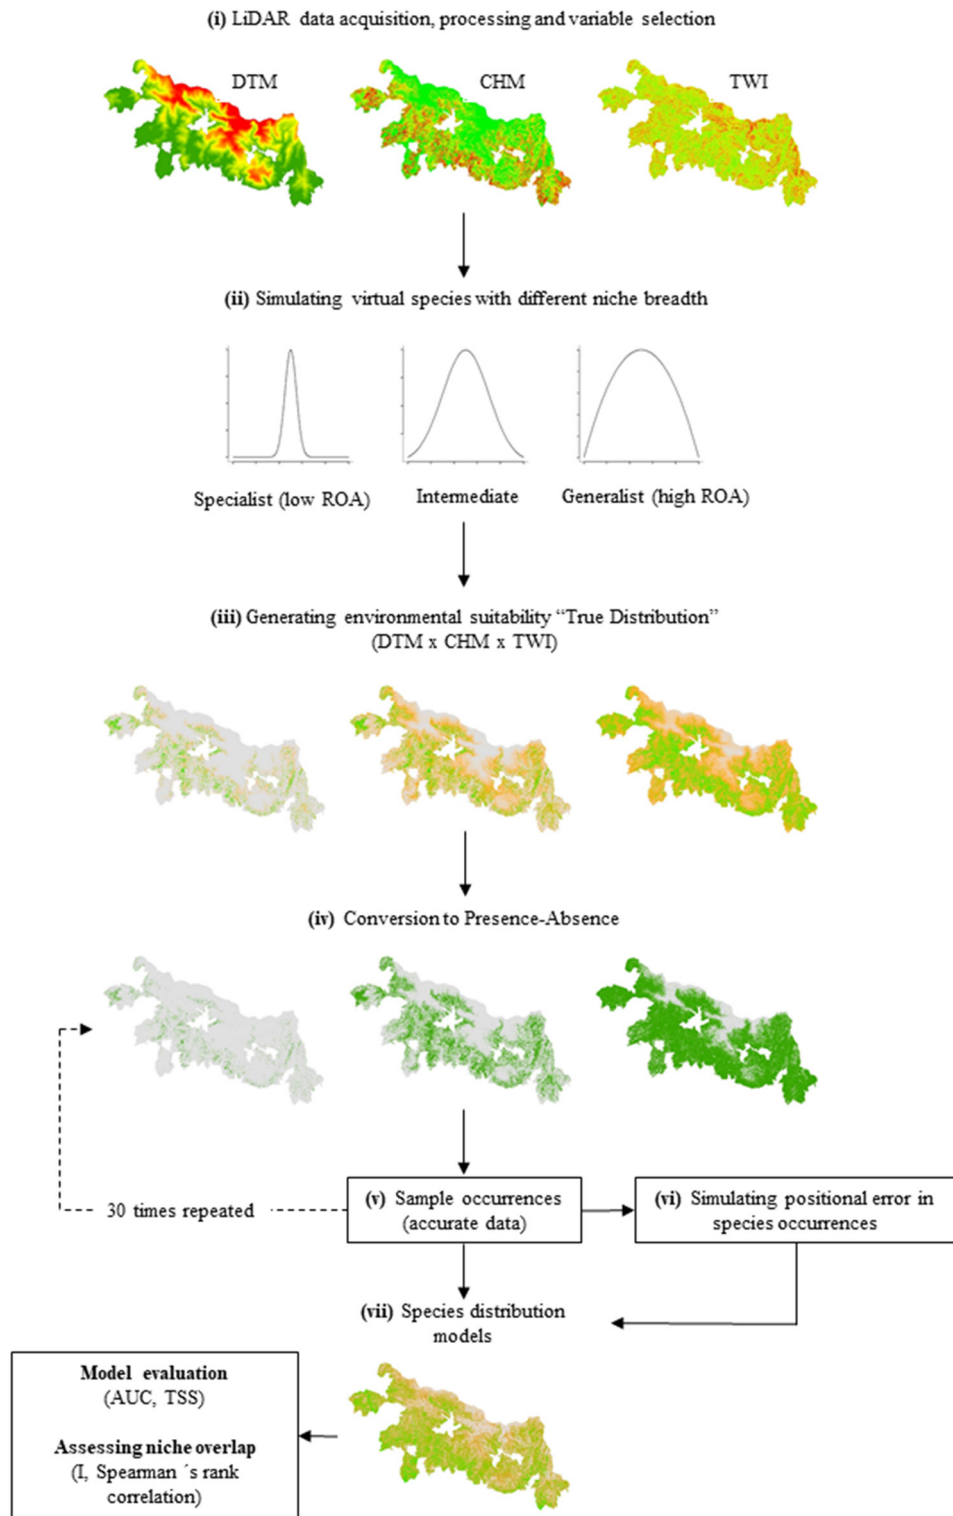 (i) LiDAR data acquisition, processing and variable selection
DTM
CHM
TWI
(ii) Simulating virtual species with different niche breadth
Specialist (low ROA)
Intermediate
Generalist (high ROA)
(iii) Generating environmental suitability “True Distribution”
(DTM x CHM x TWI)
(iv) Conversion to Presence-Absence
30 times repeated
(v) Sample occurrences
(accurate data)
(vi) Simulating positional error in
species occurrences
(vii) Species distribution
models
Model evaluation
(AUC, TSS)
Assessing niche overlap
(I, Spearman ´s rank
correlation)